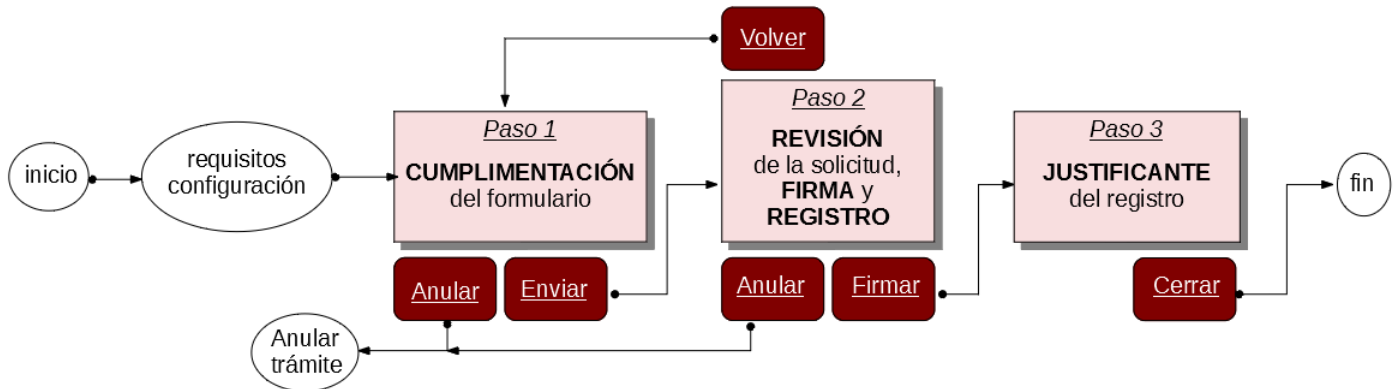 Volver
inicio
requisitos
configuración
Paso 1
CUMPLIMENTACIÓN
del formulario
Anular
Enviar
Paso 2
REVISIÓN
de la solicitud,
FIRMA y
REGISTRO
Anular
Firmar
Paso 3
JUSTIFICANTE
del registro
Cerrar
fin
Anular
trámite